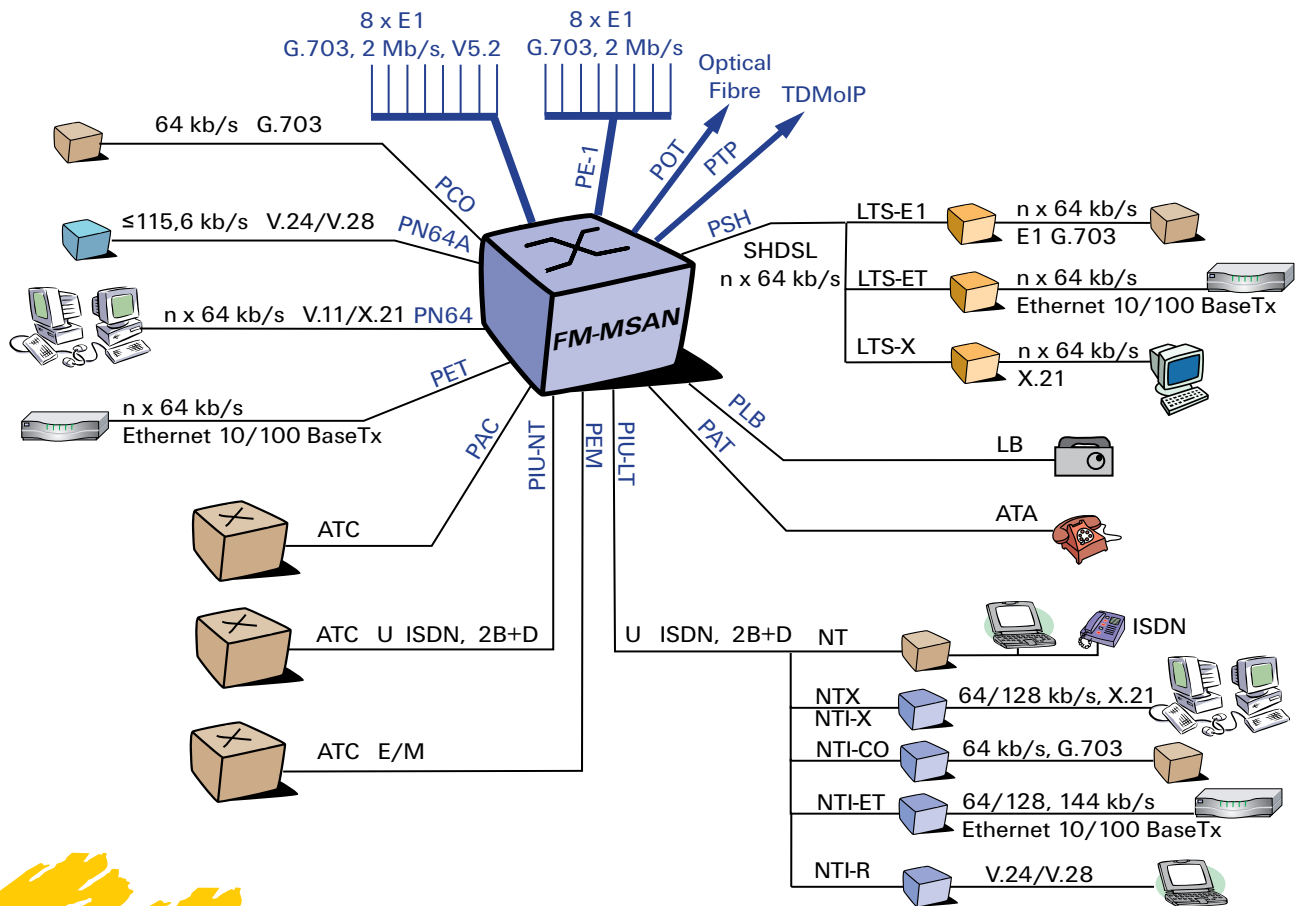 8 x E1
G.703, 2 Mb/s, V5.2
8 x E1
G.703, 2 Mb/s
Optical
Fibre
TDMoIP
PE-1
POT
PTP
64 kb/s G.703
PCO
≤115,6 kb/s V.24/V.28
PN64A
n x 64 kb/s V.11/X.21
PN64
n x 64 kb/s
Ethernet 10/100 BaseTx
PET
FM-MSAN
PSH
SHDSL
n x 64 kb/s
LTS-E1
n x 64 kb/s
E1 G.703
LTS-ET
n x 64 kb/s
Ethernet 10/100 BaseTx
LTS-X
n x 64 kb/s
X.21
PLB
LB
PAT
ATA
PAC
ATC
PIU-NT
ATC U ISDN, 2B+D
PEM
ATC E/M
PIU-LT
U ISDN, 2B+D
NT
ISDN
NTX
NTI-X
64/128 kb/s, X.21
NTI-CO
64 kb/s, G.703
NTI-ET
64/128, 144 kb/s
Ethernet 10/100 BaseTx
NTI-R
V.24/V.28